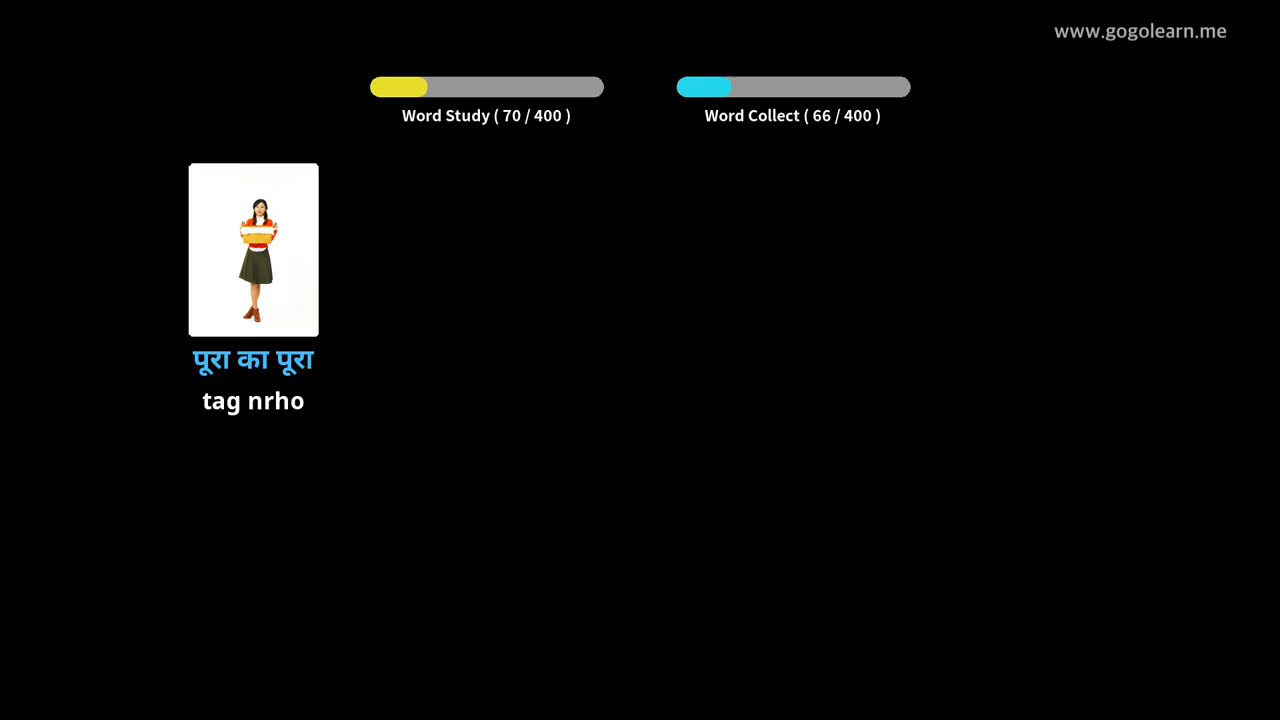 www.gogolearn.me
Word Study ( 70 / 400 )
Word Collect ( 66 / 400 )
पूरा का पूरा
tag nrho